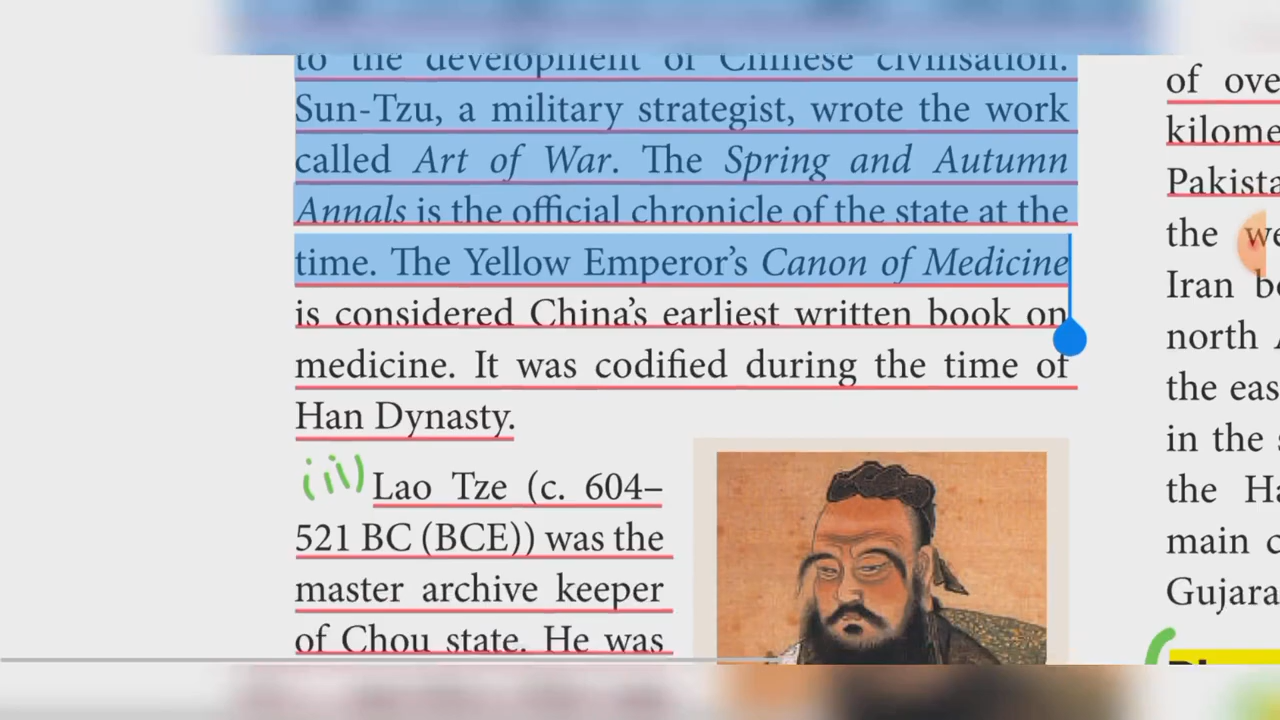 to the development of Chinese civilisation.
Sun-Tzu, a military strategist, wrote the work
called Art of War. The Spring and Autumn
Annals is the official chronicle of the state at the
time. The Yellow Emperor's Canon of Medicine
is considered China's earliest written book on
medicine. It was codified during the time of
Han Dynasty.
(iii) Lao Tze (c. 604–
521 BC (BCE)) was the
master archive keeper
of Chou state. He was
of ove
kilome
Pakista
the we
Iran b
north A
the eas
in the s
the Ha
main c
Gujara